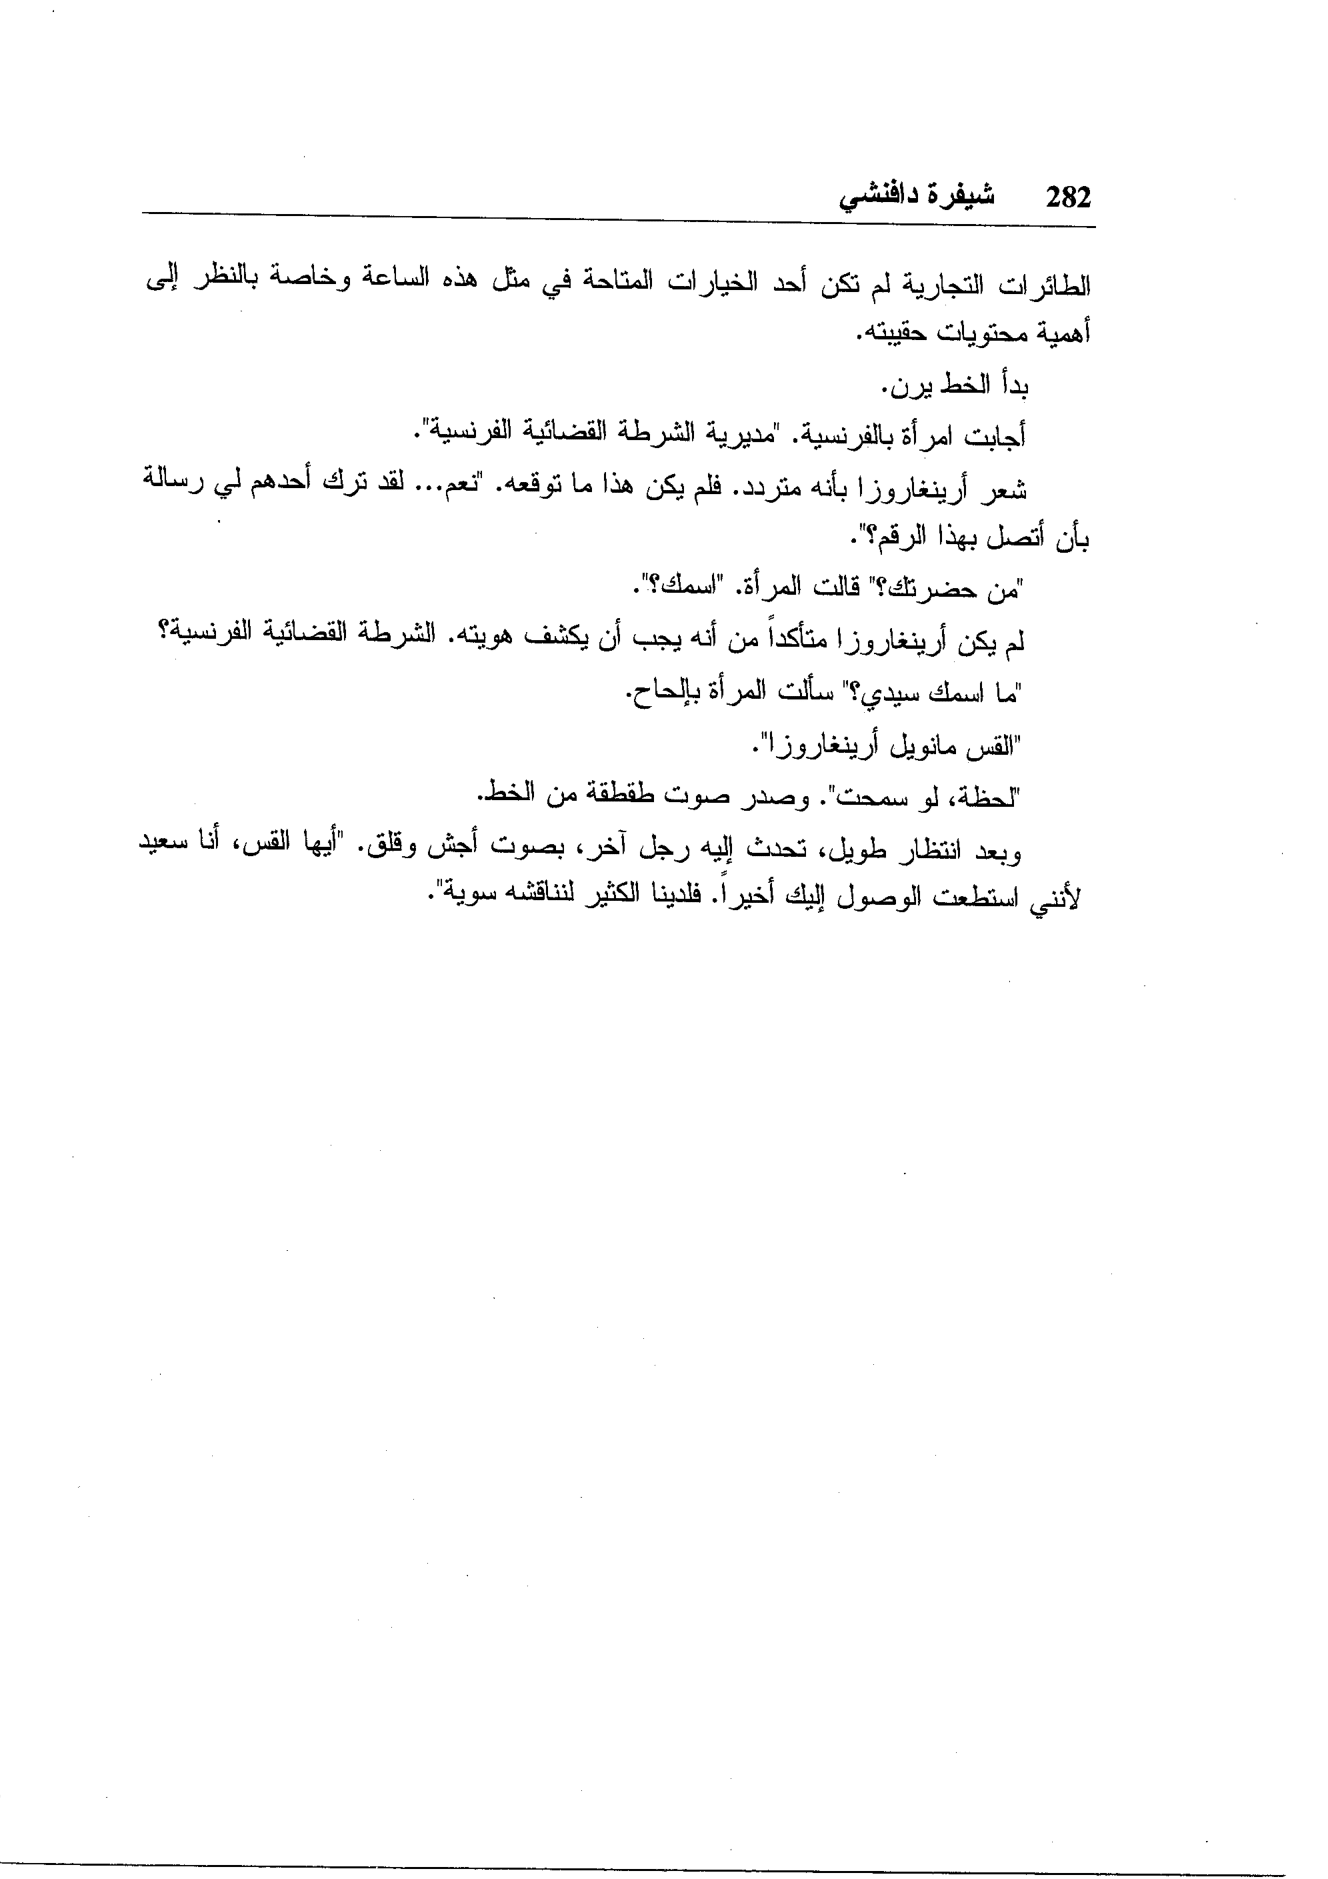 282 شيفرة دافنشي
الطائرات التجارية لم تكن أحد الخيارات المتاحة في مثل هذه الساعة وخاصة بالنظر إلى
أهمية محتويات حقيبته.
بدأ الخط يرن.
أجابت امرأة بالفرنسية. "مديرية الشرطة القضائية الفرنسية".
شعر أرينغاروزا بأنه متردد. فلم يكن هذا ما توقعه. "نعم... لقد ترك أحدهم لي رسالة
بأن أتصل بهذا الرقم؟".
"من حضرتك؟" قالت المرأة. "اسمك؟".
لم يكن أرينغاروزا متأكداً من أنه يجب أن يكشف هويته. الشرطة القضائية الفرنسية؟
"ما اسمك سيدي؟" سألت المرأة بإلحاح.
"القس مانويل أرينغاروزا".
"لحظة، لو سمحت". وصدر صوت طقطقة من الخط.
وبعد انتظار طويل، تحدث إليه رجل آخر، بصوت أجش وقلق. "أيها القس، أنا سعيد
لأنني استطعت الوصول إليك أخيراً. فلدينا الكثير لنناقشه سوية".